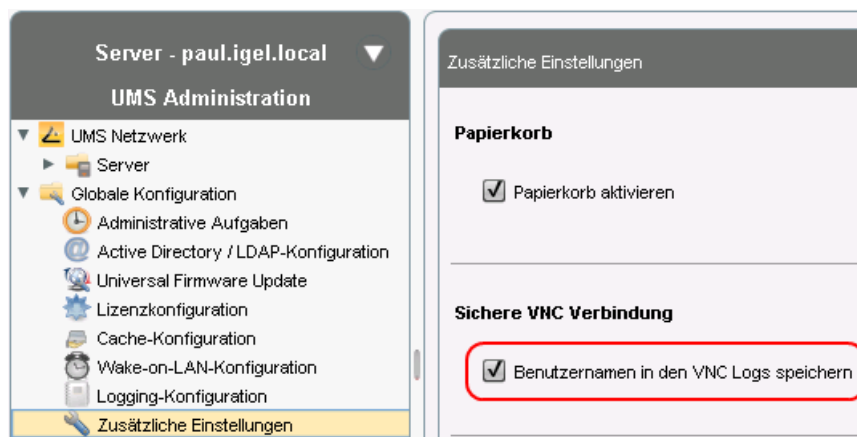 Server - paul.igel.local
UMS Administration
UMS Netzwerk
Server
Globale Konfiguration
Administrative Aufgaben
Active Directory / LDAP-Konfiguration
Universal Firmware Update
Lizenzkonfiguration
Cache-Konfiguration
Wake-on-LAN-Konfiguration
Logging-Konfiguration
Zusätzliche Einstellungen
Zusätzliche Einstellungen
Papierkorb
Papierkorb aktivieren
Sichere VNC Verbindung
Benutzernamen in den VNC Logs speichern